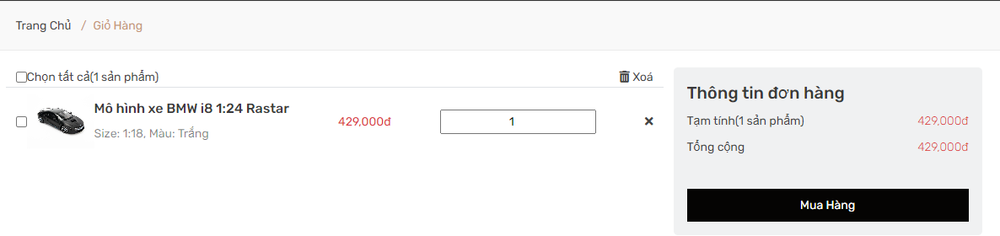 Trang Chủ / Giỏ Hàng
Chọn tất cả(1 sản phẩm)
Xoá
Mô hình xe BMW i8 1:24 Rastar
Size: 1:18, Màu: Trắng
429,000đ
1
Thông tin đơn hàng
Tạm tính(1 sản phẩm) 429,000đ
Tổng cộng 429,000đ
Mua Hàng